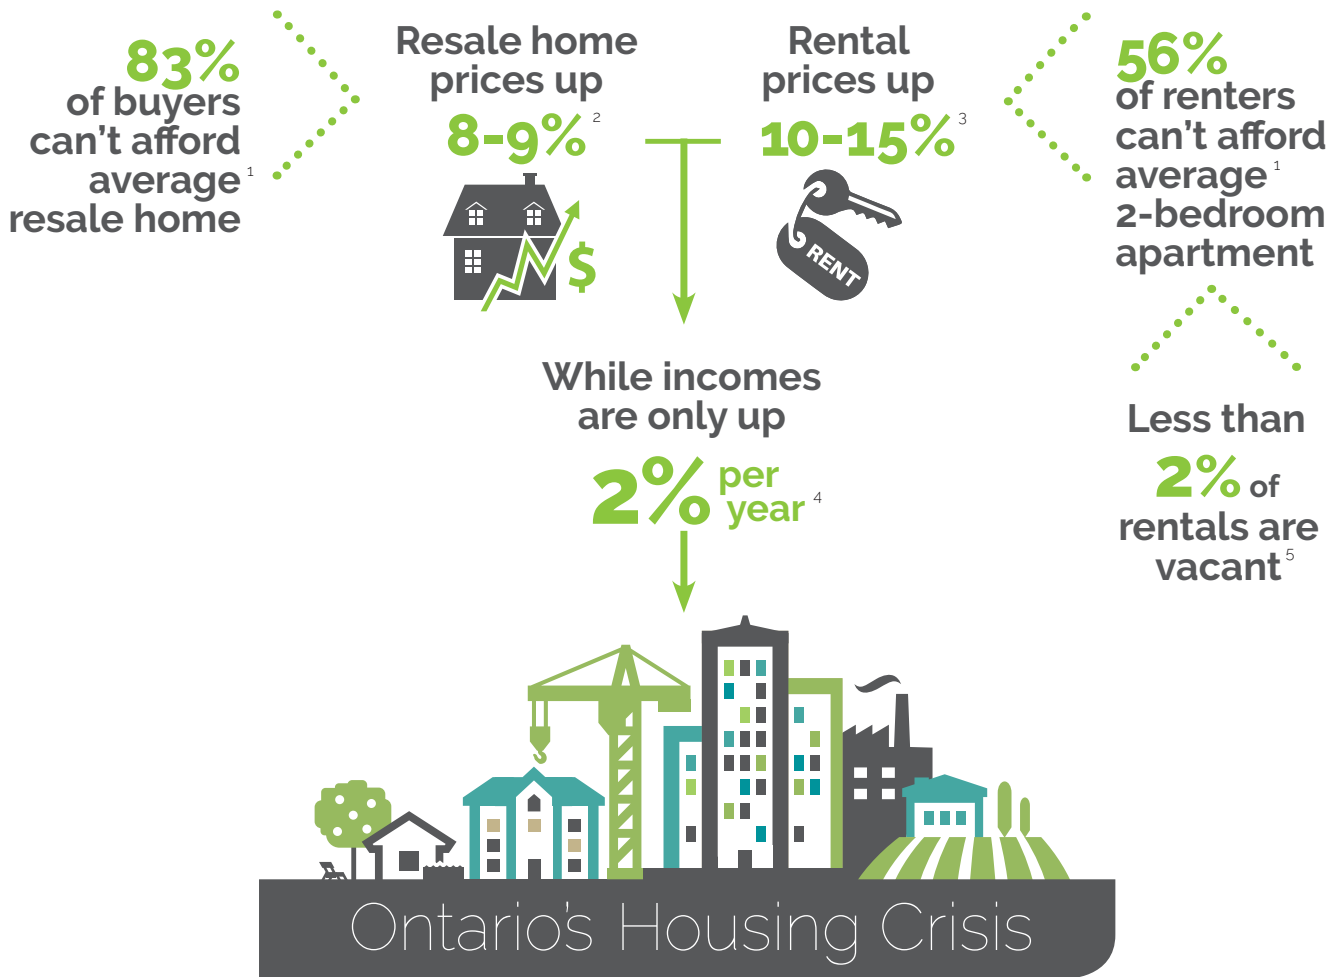 83%
of buyers
can't afford
average 1
resale home
Resale home
prices up
8-9% 2
Rental
prices up
10-15% 3
RENT
56%
of renters
can't afford
average 1
2-bedroom
apartment
While incomes
are only up
2% per
year 4
Less than
2% of
rentals are
vacant 5
$
Ontario's Housing Crisis